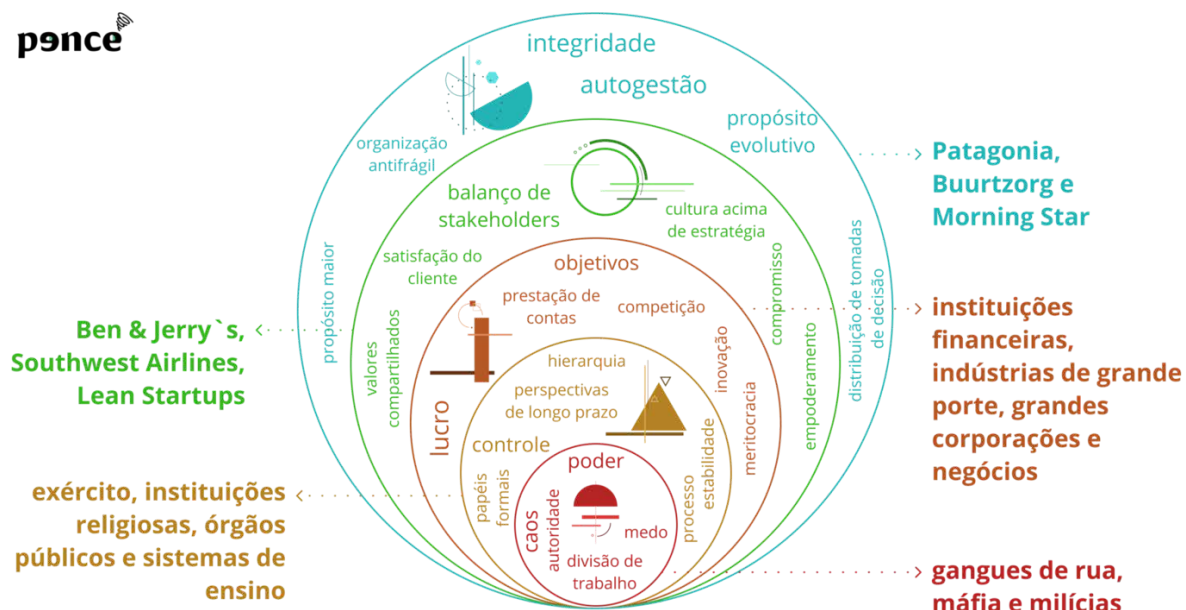 pence
integridade
autogestão
propósito
evolutivo
organização
antifrágil
propósito maior
distribuição de tomadas
de decisão
Patagonia,
Buurtzorg e
Morning Star
balanço de
stakeholders
cultura acima
de estratégia
satisfação do
cliente
valores
compartilhados
compromisso
empoderamento
Ben & Jerry`s,
Southwest Airlines,
Lean Startups
objetivos
prestação de
contas
competição
inovação
meritocracia
lucro
instituições
financeiras,
indústrias de grande
porte, grandes
corporações e
negócios
hierarquia
perspectivas
de longo prazo
controle
papéis
formais
processo
estabilidade
exército, instituições
religiosas, órgãos
públicos e sistemas de
ensino
poder
caos
autoridade
medo
divisão de
trabalho
gangues de rua,
máfia e milícias